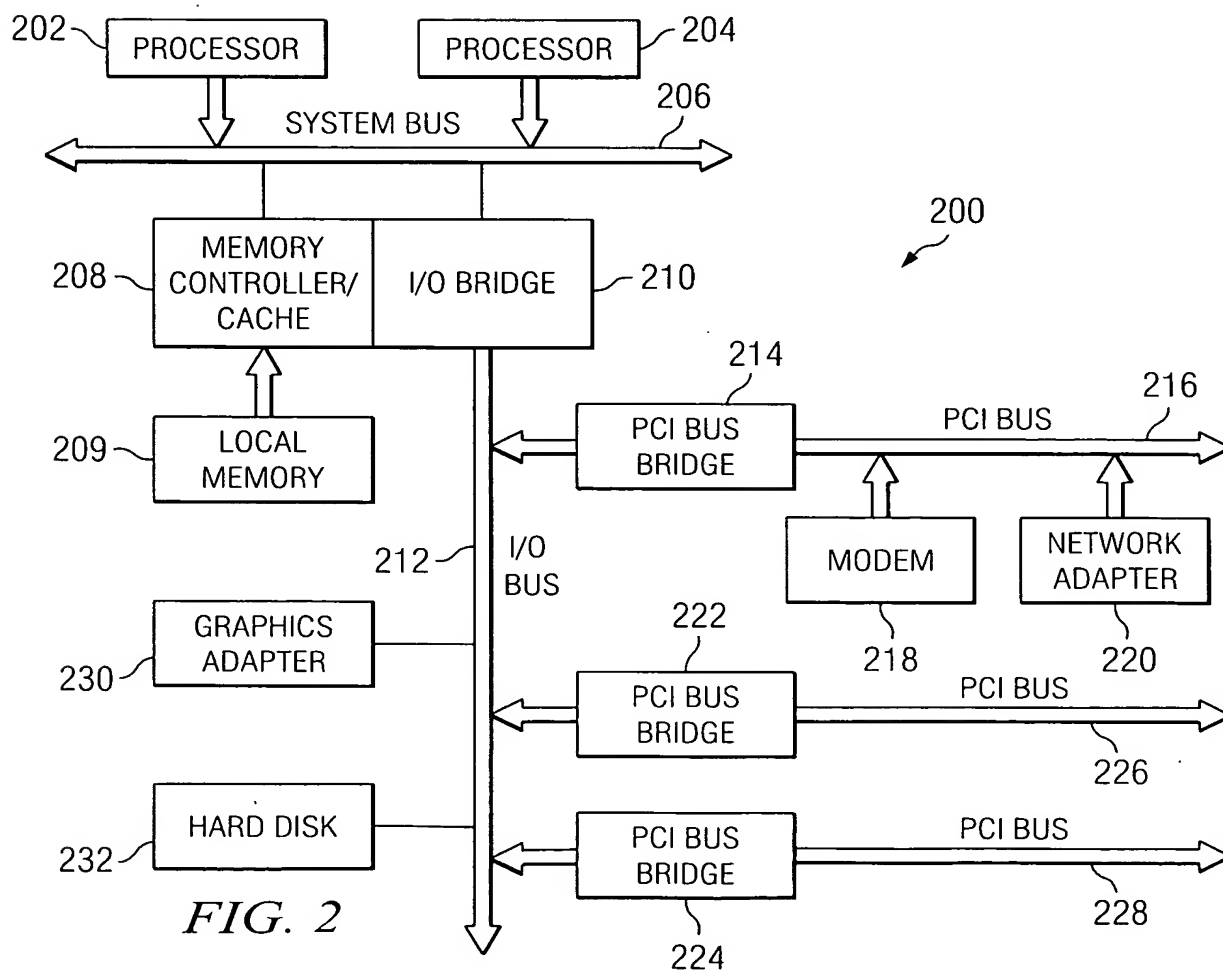 202
PROCESSOR
PROCESSOR
204
SYSTEM BUS
206
200
208
MEMORY
CONTROLLER/
CACHE
I/O BRIDGE
210
214
209
LOCAL
MEMORY
PCI BUS
BRIDGE
PCI BUS
216
212
I/O
BUS
MODEM
NETWORK
ADAPTER
218
220
230
GRAPHICS
ADAPTER
222
PCI BUS
BRIDGE
PCI BUS
226
232
HARD DISK
PCI BUS
BRIDGE
PCI BUS
228
224
FIG. 2